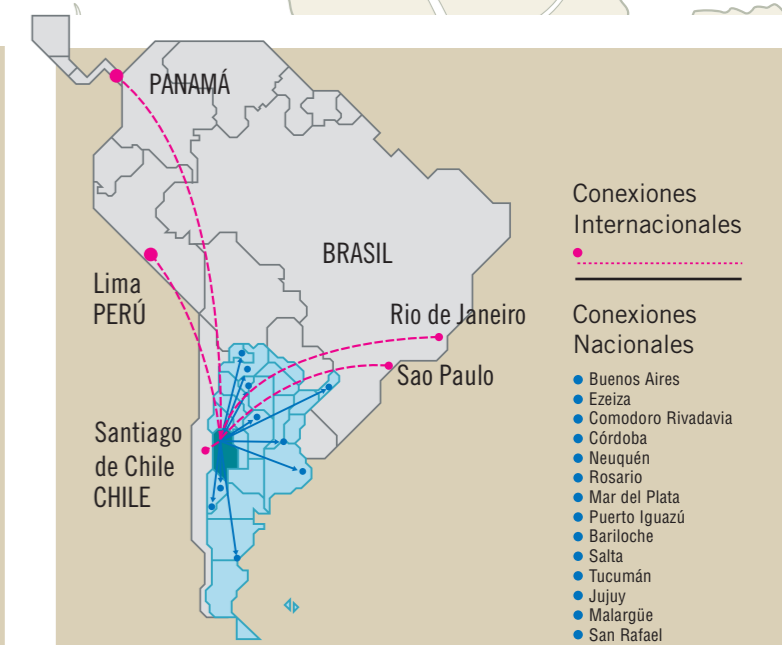 PANAMÁ
BRASIL
Lima
PERÚ
Rio de Janeiro
Sao Paulo
Santiago
de Chile
CHILE
Conexiones
Internacionales
Conexiones
Nacionales
Buenos Aires
Ezeiza
Comodoro Rivadavia
Córdoba
Neuquén
Rosario
Mar del Plata
Puerto Iguazú
Bariloche
Salta
Tucumán
Jujuy
Malargüe
San Rafael